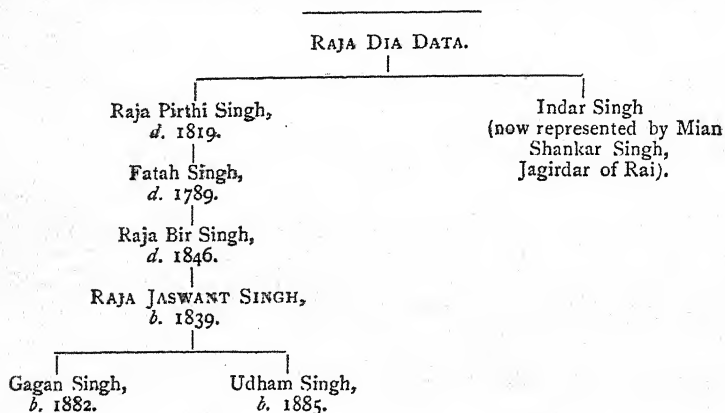 RAJA DIA DATA.
Raja Pirthi Singh,
d. 1819.
Indar Singh
(now represented by Mian
Shankar Singh,
Jagirdar of Rai).
Fatah Singh,
d. 1789.
Raja Bir Singh,
d. 1846.
RAJA JASWANT SINGH,
b. 1839.
Gagan Singh,
b. 1882.
Udham Singh,
b. 1885.